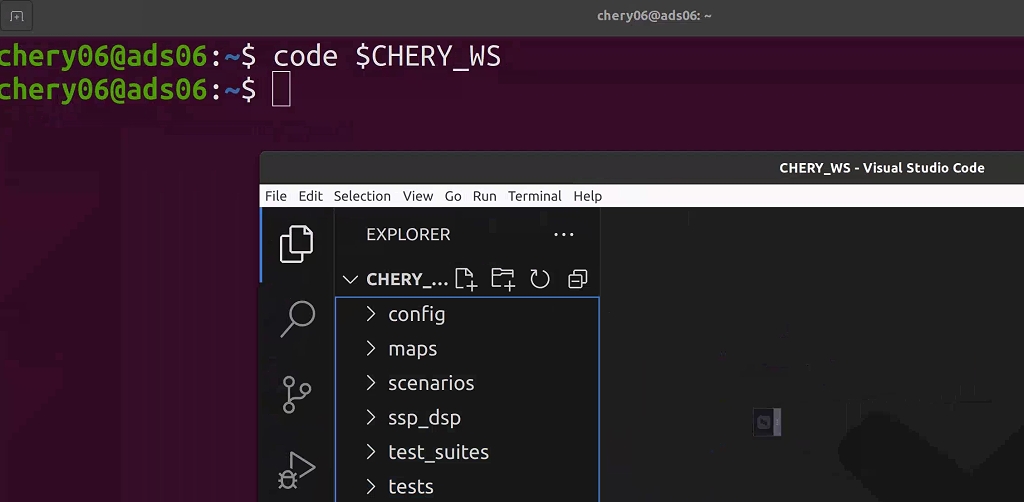 chery06@ads06: ~
chery06@ads06:~$ code $CHERY_WS
chery06@ads06:~$
CHERY_WS - Visual Studio Code
File Edit Selection View Go Run Terminal Help
EXPLORER ...
CHERY_...
config
maps
scenarios
ssp_dsp
test_suites
tests